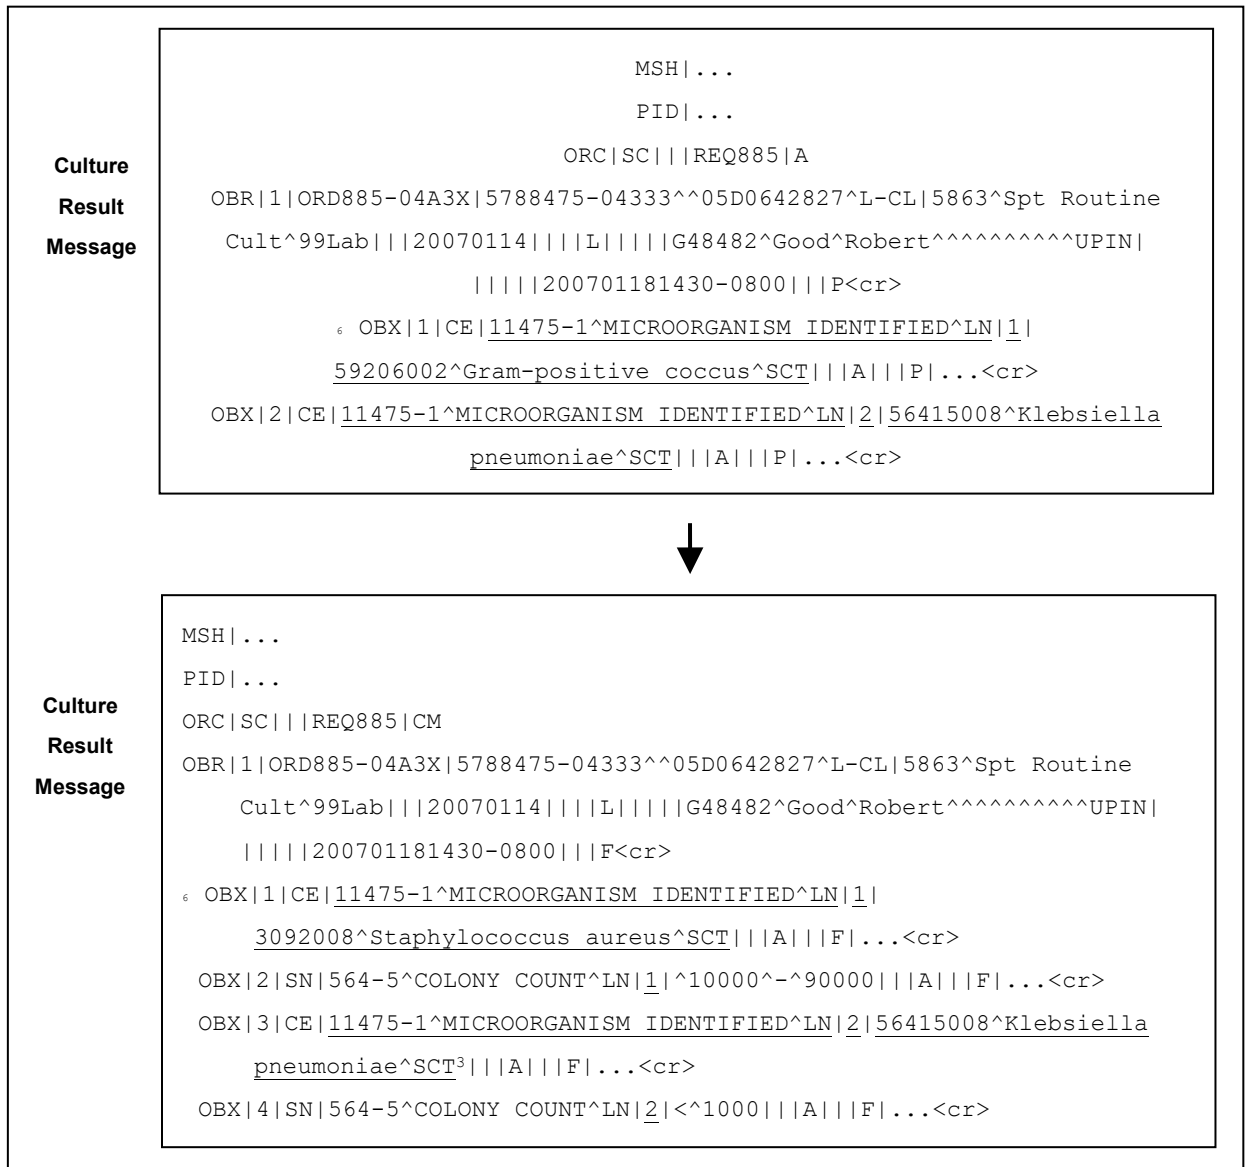 Culture
Result
Message
MSH|...
PID|...
ORC|SC|||REQ885|A
OBR|1|ORD885-04A3X|5788475-04333^^05D0642827^L-CL|5863^Spt Routine
Cult^99Lab|||20070114||||L|||||G48482^Good^Robert^^^^^^^^^^UPIN|
|||||200701181430-0800|||P<cr>
6 OBX|1|CE|11475-1^MICROORGANISM IDENTIFIED^LN|1|
59206002^Gram-positive coccus^SCT|||A|||P|...<cr>
OBX|2|CE|11475-1^MICROORGANISM IDENTIFIED^LN|2|56415008^Klebsiella
pneumoniae^SCT|||A|||P|...<cr>
Culture
Result
Message
MSH|...
PID|...
ORC|SC|||REQ885|CM
OBR|1|ORD885-04A3X|5788475-04333^^05D0642827^L-CL|5863^Spt Routine
Cult^99Lab|||20070114||||L|||||G48482^Good^Robert^^^^^^^^^^UPIN|
|||||200701181430-0800|||F<cr>
6 OBX|1|CE|11475-1^MICROORGANISM IDENTIFIED^LN|1|
3092008^Staphylococcus aureus^SCT|||A|||F|...<cr>
OBX|2|SN|564-5^COLONY COUNT^LN|1|^10000^-^90000|||A|||F|...<cr>
OBX|3|CE|11475-1^MICROORGANISM IDENTIFIED^LN|2|56415008^Klebsiella
pneumoniae^SCT³|||A|||F|...<cr>
OBX|4|SN|564-5^COLONY COUNT^LN|2|<^1000|||A|||F|...<cr>